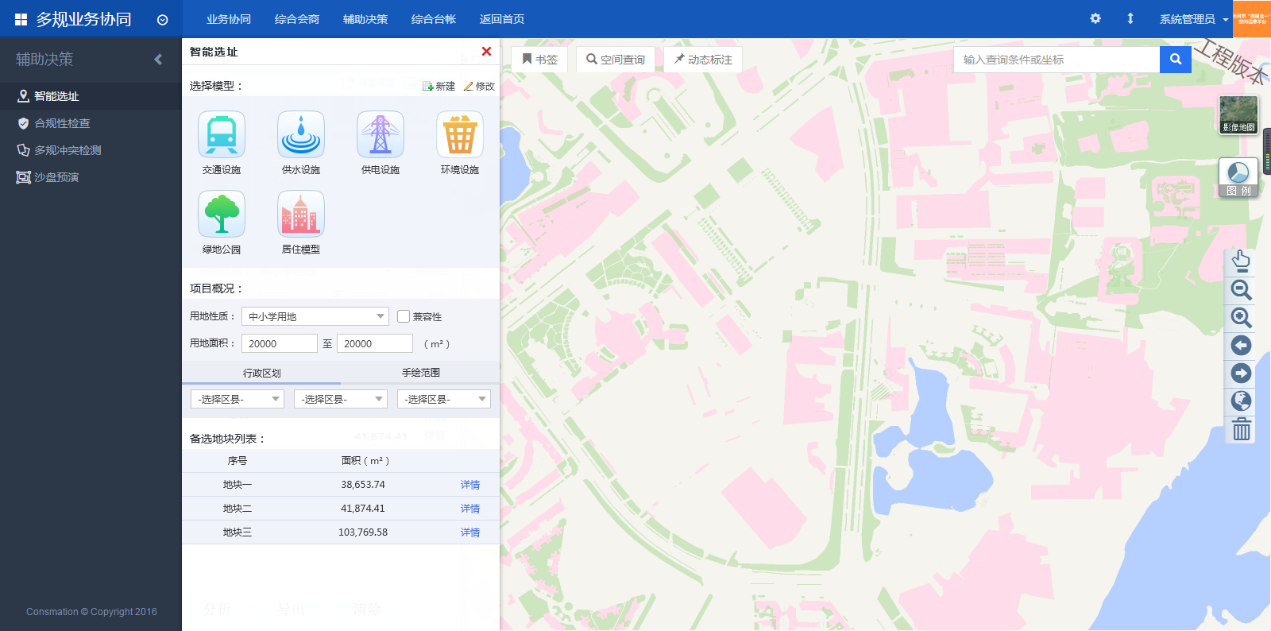 多规业务协同
业务协同 综合会商 辅助决策 综合台帐 返回首页
系统管理员
辅助决策
智能选址
合规性检查
多规冲突检测
沙盘预演
Consmation © Copyright 2016
智能选址
选择模型：
新建 修改
交通设施 供水设施 供电设施 环境设施
绿地公园 居住模型
项目概况：
用地性质： 中小学用地 兼容性
用地面积： 20000 至 20000 (m²)
行政区划 手绘范围
-选择区县- -选择区县- -选择区县-
备选地块列表：
序号 面积(m²)
地块一 38,653.74 详情
地块二 41,874.41 详情
地块三 103,769.58 详情
书签 空间查询 动态标注
输入查询条件或坐标
工程版本
影像地图
图例